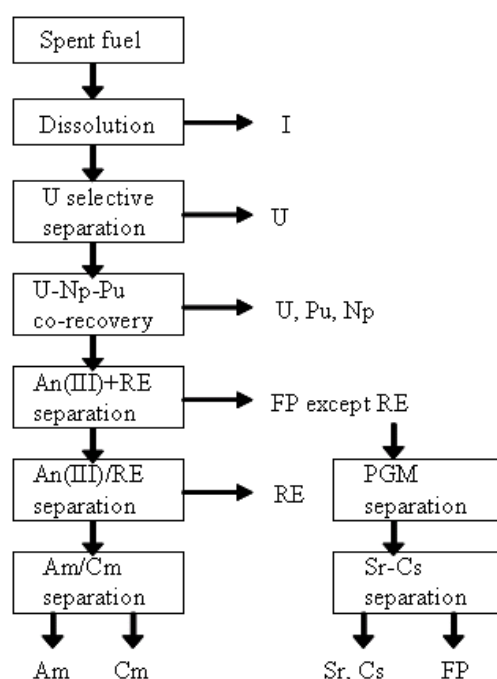 Spent fuel
Dissolution
I
U selective
separation
U
U-Np-Pu
co-recovery
U, Pu, Np
An(III)+RE
separation
FP except RE
An(III)/RE
separation
RE
PGM
separation
Am/Cm
separation
Sr-Cs
separation
Am
Cm
Sr, Cs
FP